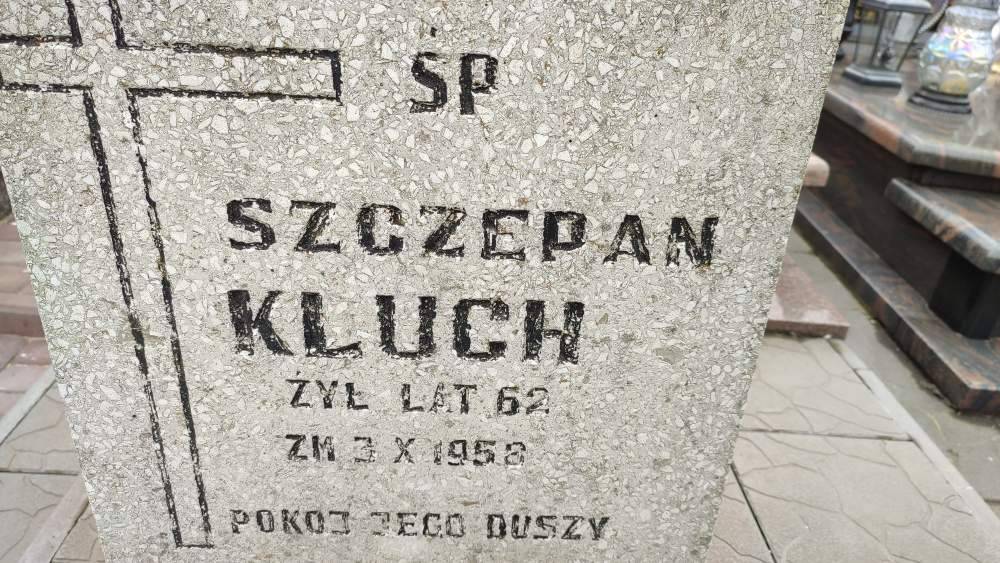 ŚP
SZCZEPAN
KLUCH
ŻYŁ LAT 62
ZM 3 X 1958
POKOJ JEGO DUSZY